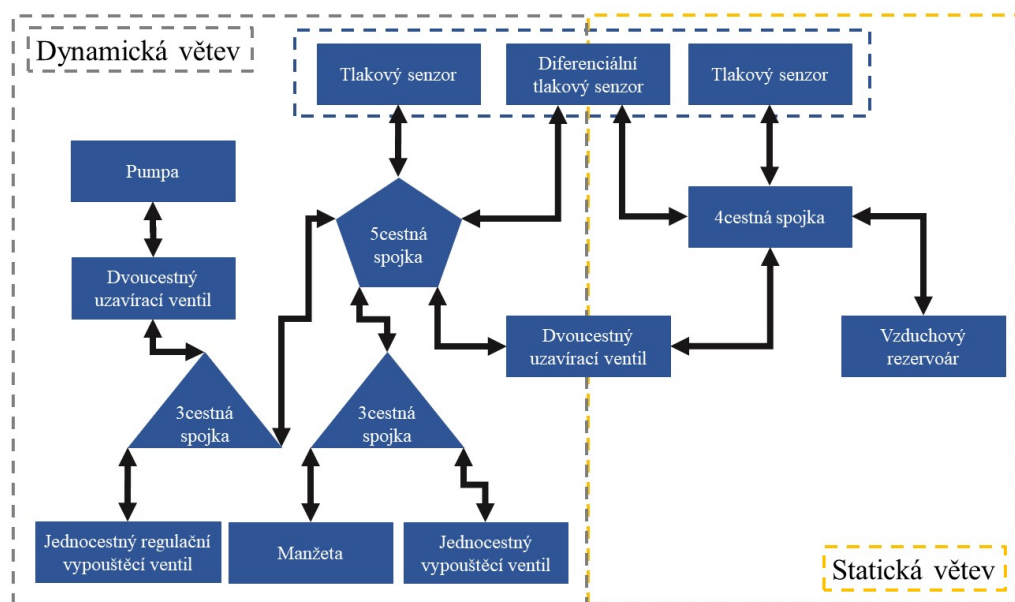 Dynamická větev
Tlakový senzor
Diferenciální
tlakový senzor
Tlakový senzor
Pumpa
5cestná
spojka
4cestná spojka
Dvoucestný
uzavírací ventil
Dvoucestný
uzavírací ventil
Vzduchový
rezervoár
3cestná
spojka
3cestná
spojka
Jednocestný regulační
vypouštěcí ventil
Manžeta
Jednocestný
vypouštěcí ventil
Statická větev